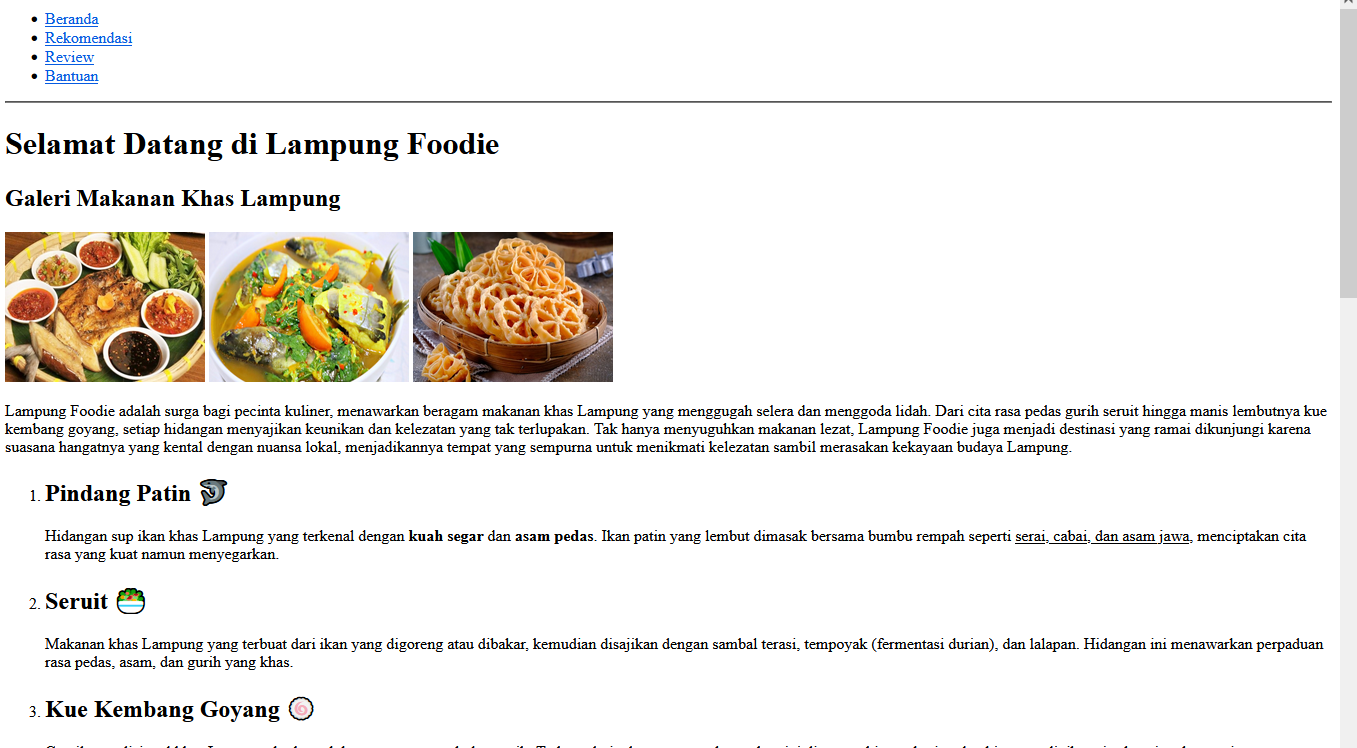 Beranda
Rekomendasi
Review
Bantuan
Selamat Datang di Lampung Foodie
Galeri Makanan Khas Lampung
Lampung Foodie adalah surga bagi pecinta kuliner, menawarkan beragam makanan khas Lampung yang menggugah selera dan menggoda lidah. Dari cita rasa pedas gurih seruit hingga manis lembutnya kue
kembang goyang, setiap hidangan menyajikan keunikan dan kelezatan yang tak terlupakan. Tak hanya menyuguhkan makanan lezat, Lampung Foodie juga menjadi destinasi yang ramai dikunjungi karena
suasana hangatnya yang kental dengan nuansa lokal, menjadikannya tempat yang sempurna untuk menikmati kelezatan sambil merasakan kekayaan budaya Lampung.
1. Pindang Patin
Hidangan sup ikan khas Lampung yang terkenal dengan kuah segar dan asam pedas. Ikan patin yang lembut dimasak bersama bumbu rempah seperti serai, cabai, dan asam jawa, menciptakan cita
rasa yang kuat namun menyegarkan.
2. Seruit
Makanan khas Lampung yang terbuat dari ikan yang digoreng atau dibakar, kemudian disajikan dengan sambal terasi, tempoyak (fermentasi durian), dan lalapan. Hidangan ini menawarkan perpaduan
rasa pedas, asam, dan gurih yang khas.
3. Kue Kembang Goyang